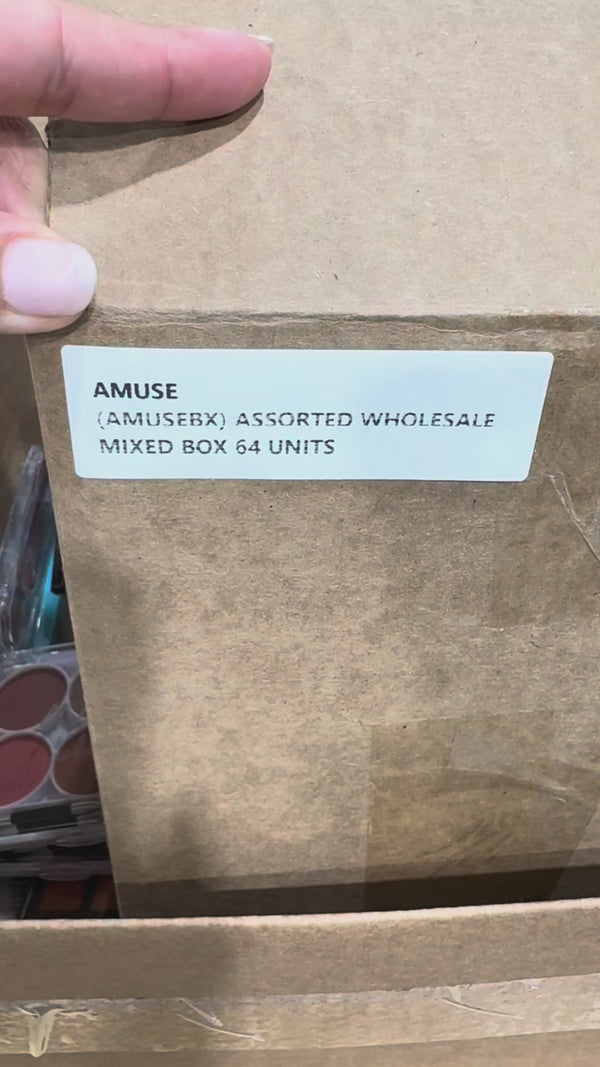 AMUSE
(AMUSEBX) ASSORTED WHOLESALE
MIXED BOX 64 UNITS